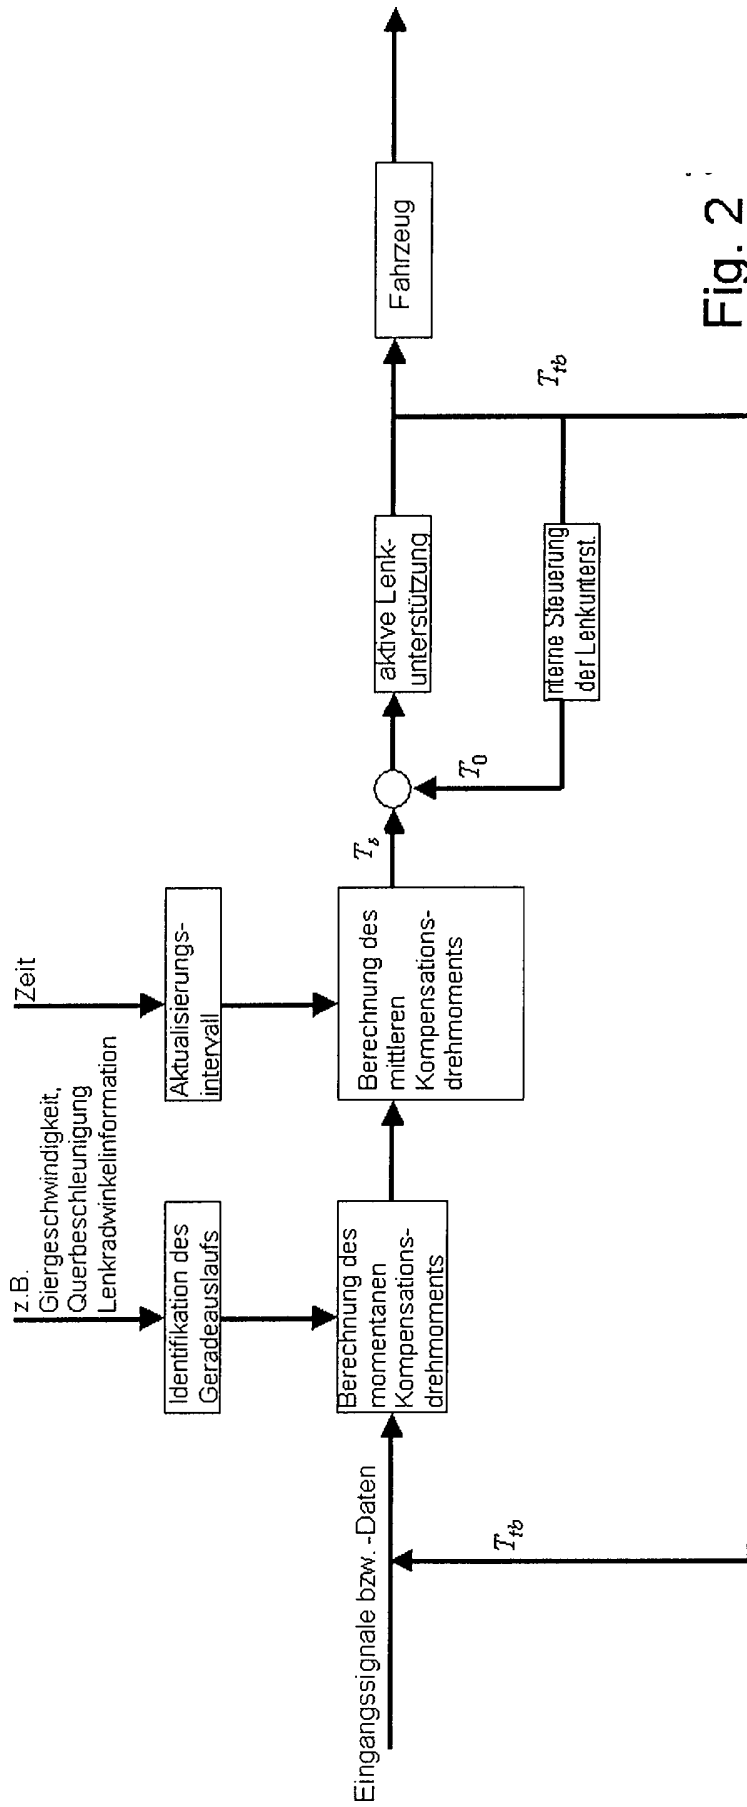 z.B.
Giergeschwindigkeit,
Querbeschleunigung
Lenkradwinkelinformation
Zeit
Identifikation des
Geradeauslaufs
Aktualisierungs-
intervall
Eingangssignale bzw. -Daten
Berechnung des
momentanen
Kompensations-
drehmoments
Berechnung des
mittleren
Kompensations-
drehmoments
T_s
aktive Lenk-
unterstützung
Fahrzeug
T_0
Interne Steuerung
der Lenkunterst.
T_tb
T_tb
Fig. 2